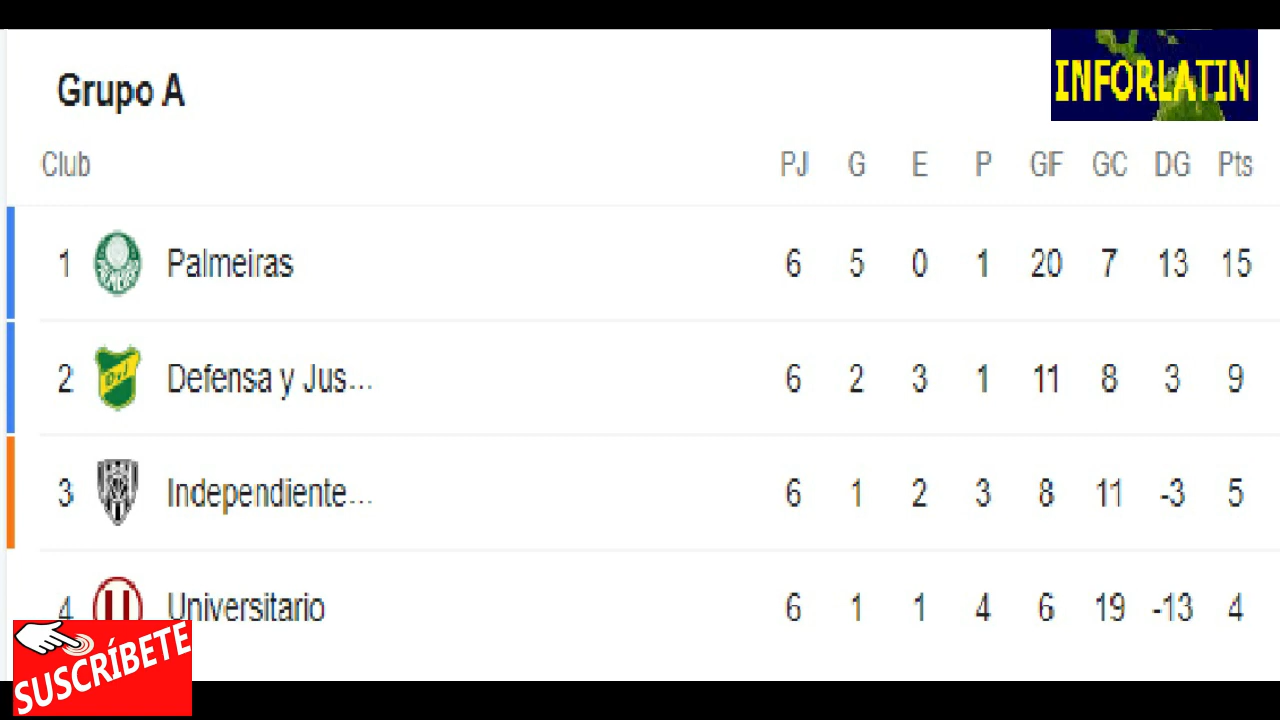 INFORLATIN
Grupo A
Club PJ G E P GF GC DG Pts
1 Palmeiras 6 5 0 1 20 7 13 15
2 Defensa y Jus... 6 2 3 1 11 8 3 9
3 Independiente... 6 1 2 3 8 11 -3 5
4 Universitario 6 1 1 4 6 19 -13 4
SUSCRÍBETE